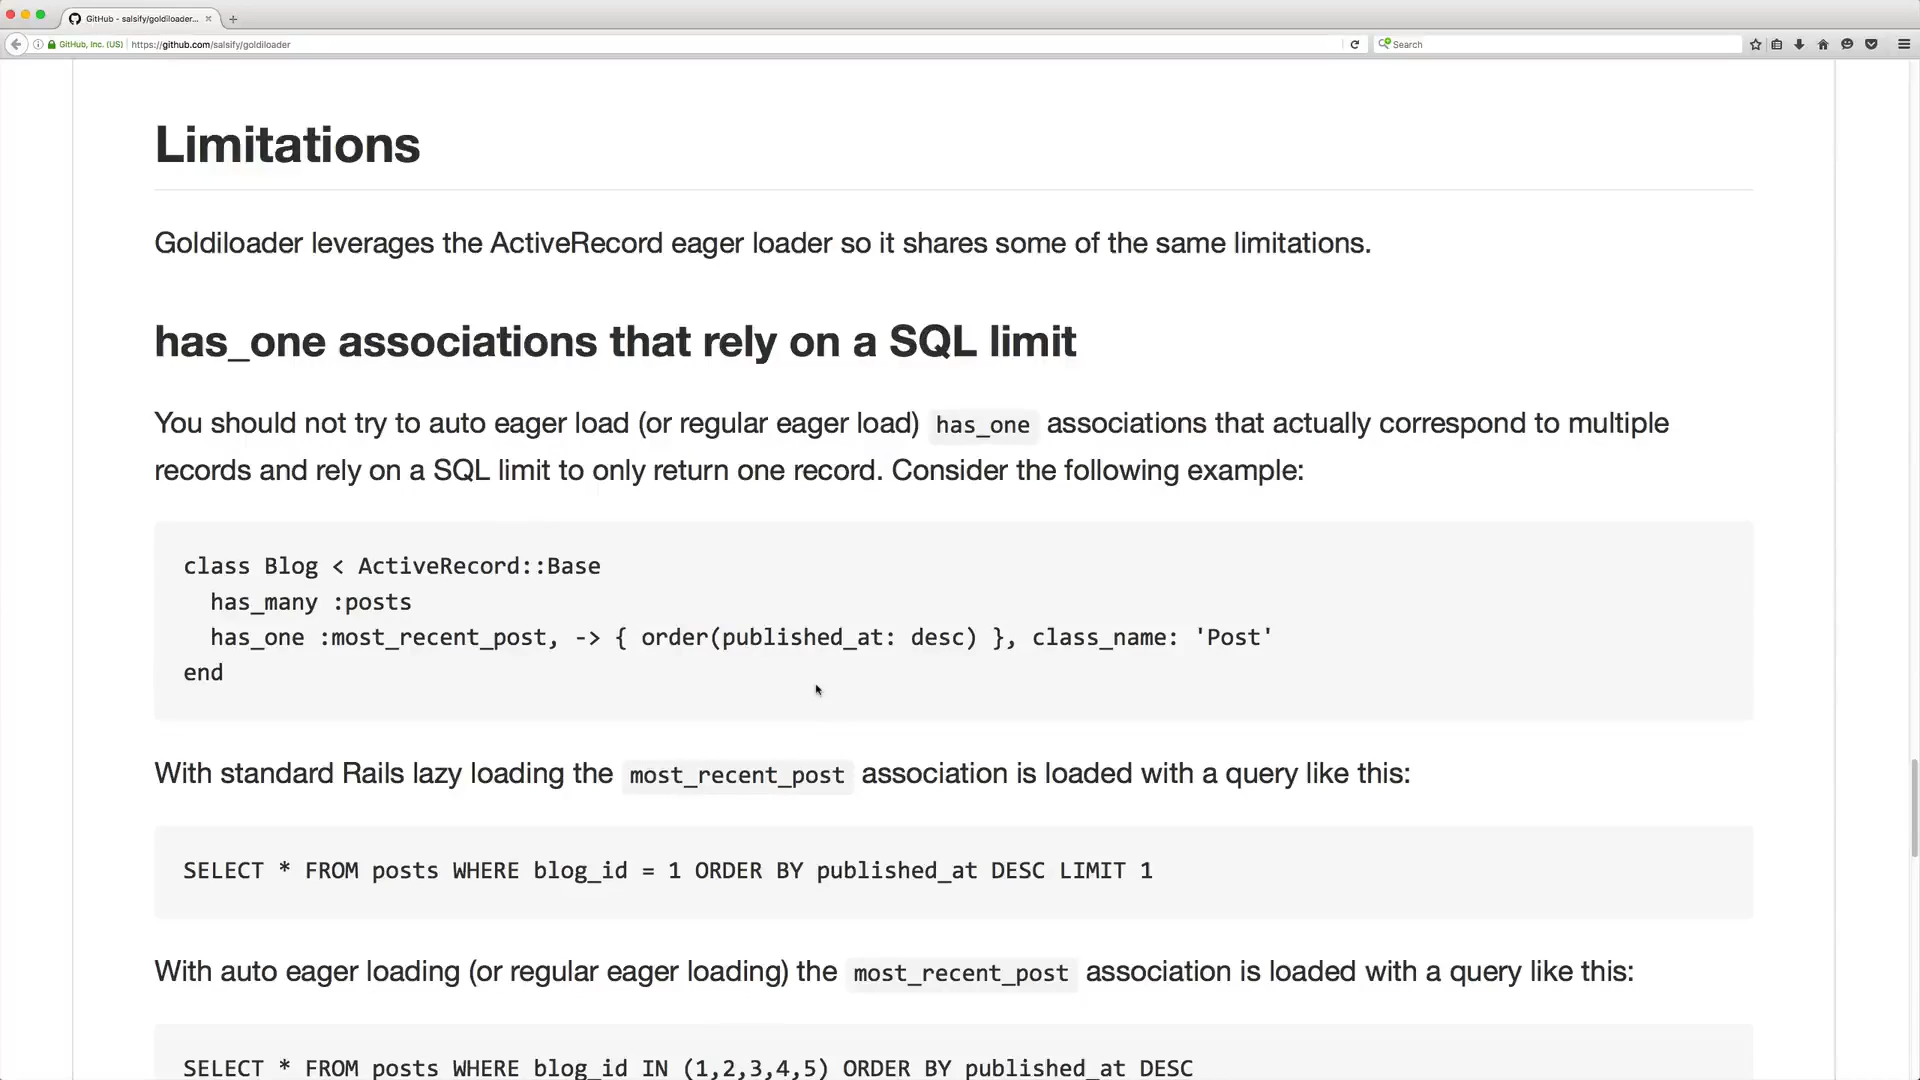 GitHub - salsify/goldiloader...
GitHub, Inc. (US) https://github.com/salsify/goldiloader
Search
Limitations
Goldiloader leverages the ActiveRecord eager loader so it shares some of the same limitations.
has_one associations that rely on a SQL limit
You should not try to auto eager load (or regular eager load) has_one associations that actually correspond to multiple
records and rely on a SQL limit to only return one record. Consider the following example:
class Blog < ActiveRecord::Base
  has_many :posts
  has_one :most_recent_post, -> { order(published_at: desc) }, class_name: 'Post'
end
With standard Rails lazy loading the most_recent_post association is loaded with a query like this:
SELECT * FROM posts WHERE blog_id = 1 ORDER BY published_at DESC LIMIT 1
With auto eager loading (or regular eager loading) the most_recent_post association is loaded with a query like this:
SELECT * FROM posts WHERE blog_id IN (1,2,3,4,5) ORDER BY published_at DESC